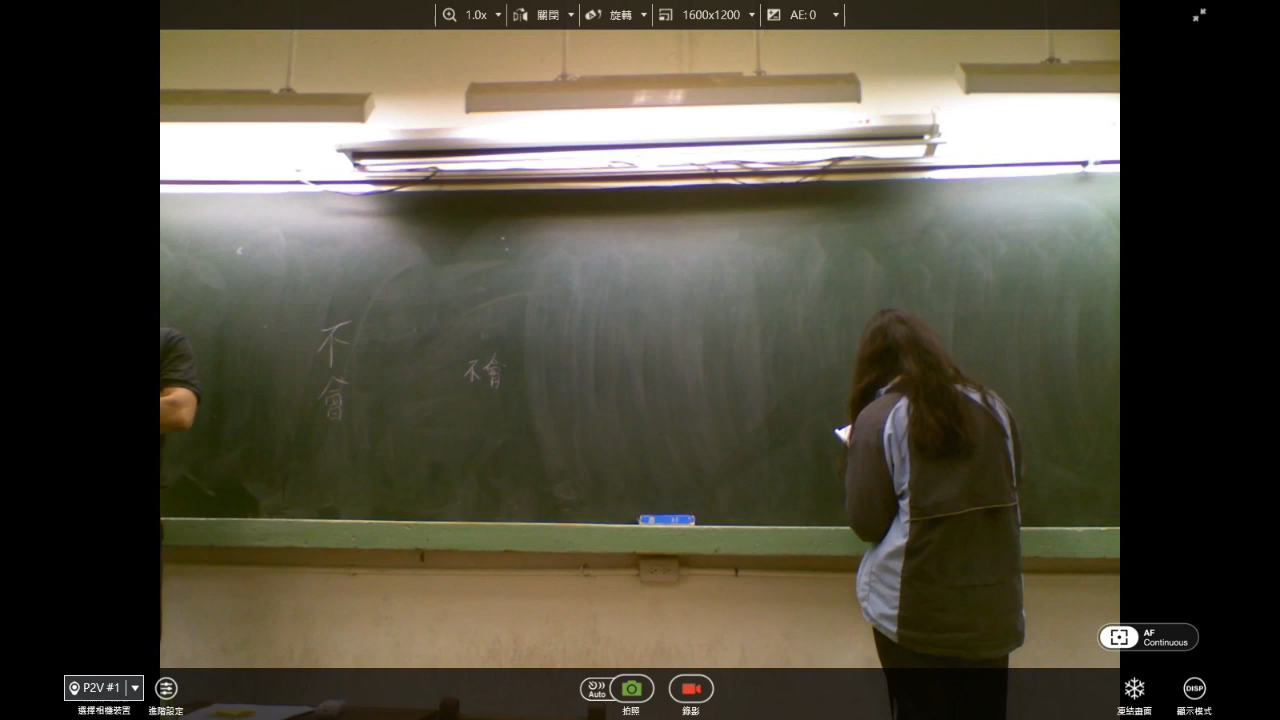 1.0x
關閉
旋轉
1600x1200
AE: 0
不會
不會
AF
Continuous
P2V #1
選擇相機裝置
進階設定
Auto
拍照
錄影
凍結畫面
DISP
顯示模式